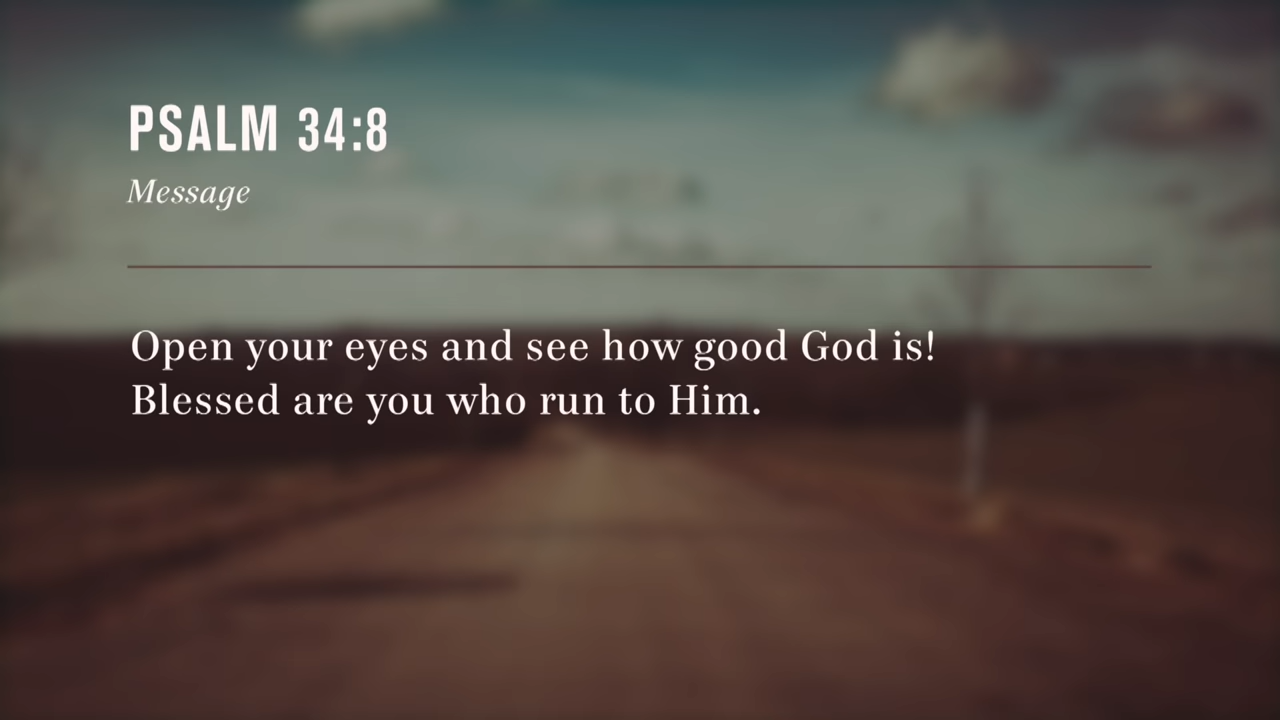 PSALM 34:8
Message
Open your eyes and see how good God is!
Blessed are you who run to Him.